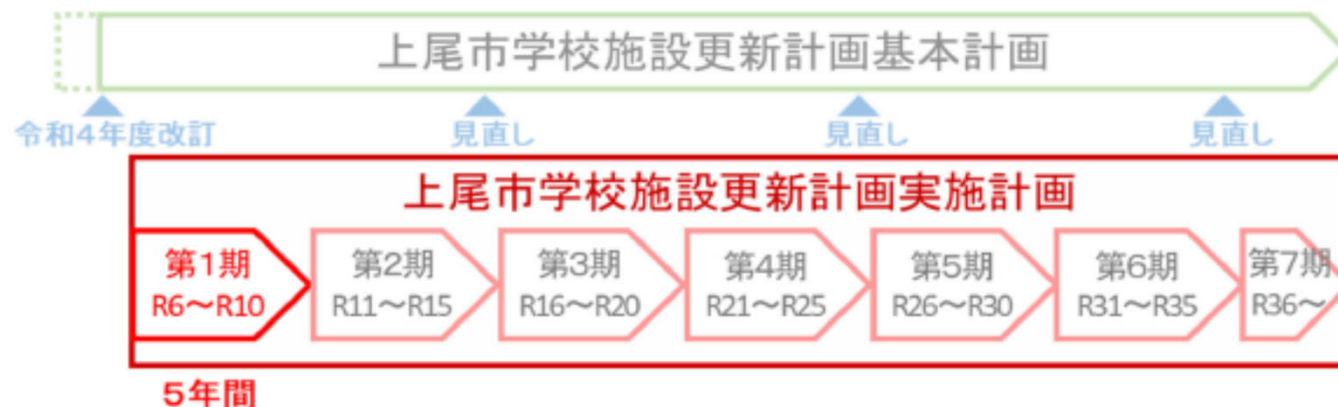 上尾市学校施設更新計画基本計画
令和4年度改訂
見直し
見直し
見直し
上尾市学校施設更新計画実施計画
第1期
R6～R10
第2期
R11～R15
第3期
R16～R20
第4期
R21～R25
第5期
R26～R30
第6期
R31～R35
第7期
R36～
5年間